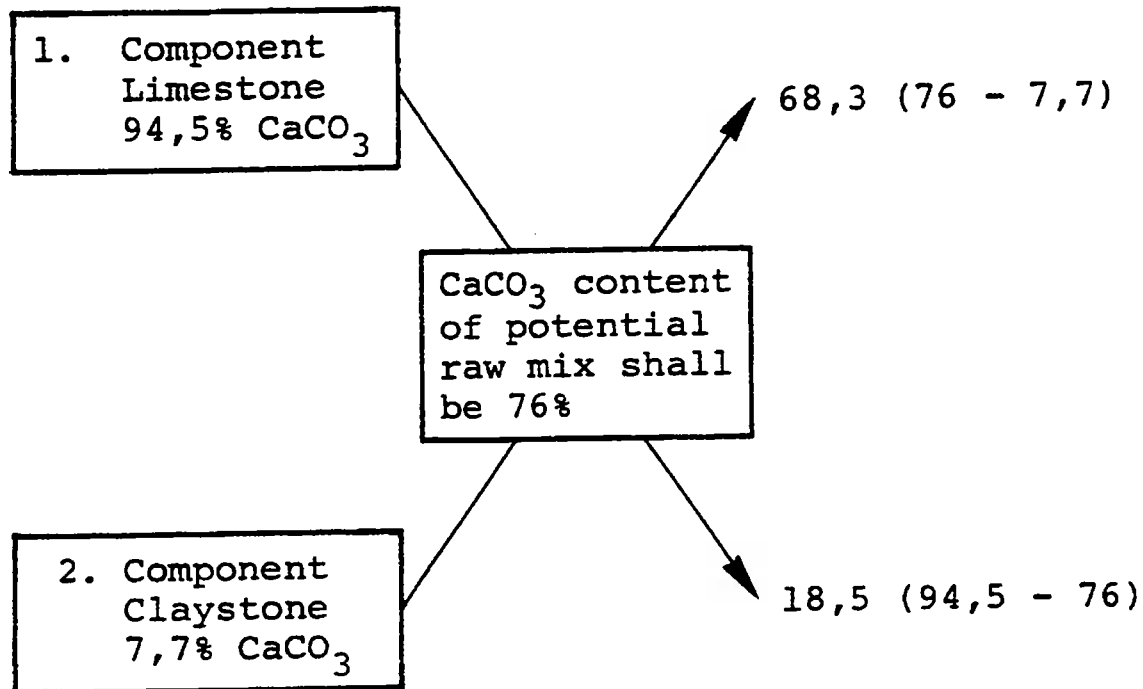 1. Component
Limestone
94,5% CaCO3
68,3 (76 - 7,7)
CaCO3 content
of potential
raw mix shall
be 76%
2. Component
Claystone
7,7% CaCO3
18,5 (94,5 - 76)